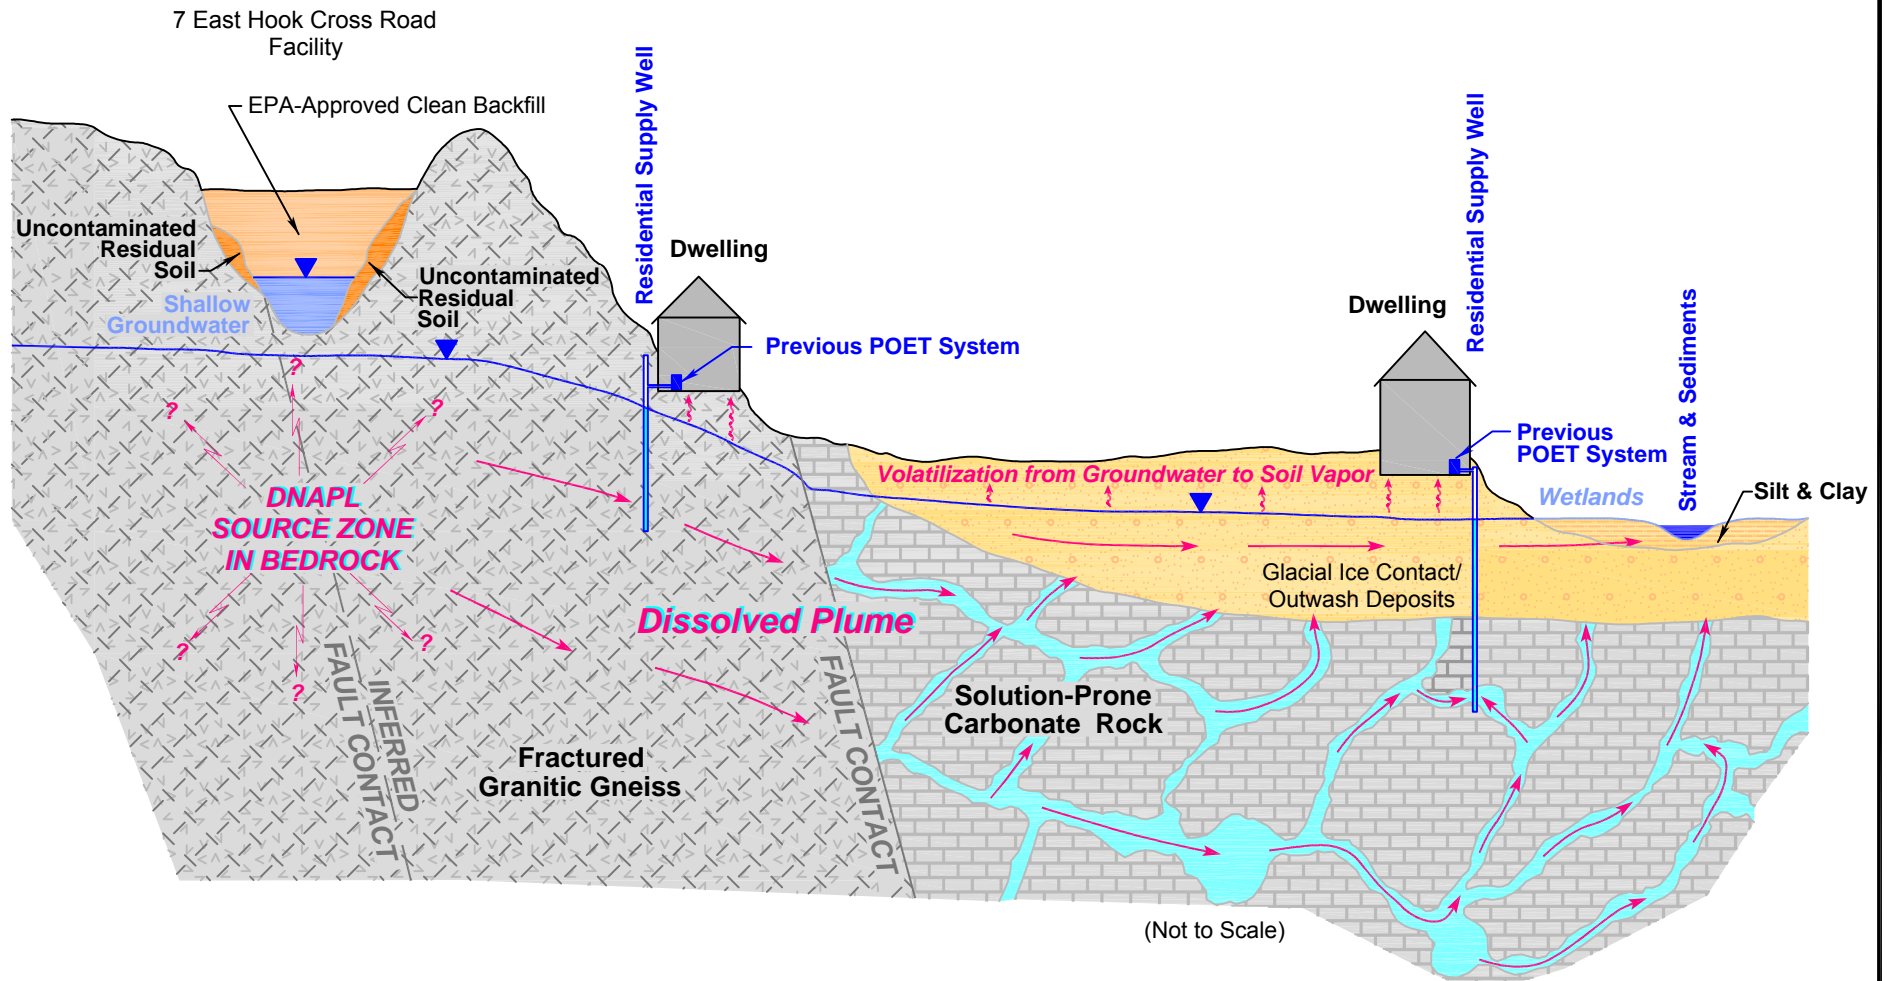 7 East Hook Cross Road
Facility
EPA-Approved Clean Backfill
Uncontaminated
Residual
Soil
Uncontaminated
Residual
Soil
Shallow
Groundwater
Residential Supply Well
Dwelling
Previous POET System
Residential Supply Well
Dwelling
Previous
POET System
Stream & Sediments
Wetlands
Silt & Clay
Volatilization from Groundwater to Soil Vapor
?
?
?
DNAPL
SOURCE ZONE
IN BEDROCK
?
?
?
Glacial Ice Contact/
Outwash Deposits
Dissolved Plume
INFERRED
FAULT CONTACT
FAULT CONTACT
Solution-Prone
Carbonate Rock
Fractured
Granitic Gneiss
(Not to Scale)